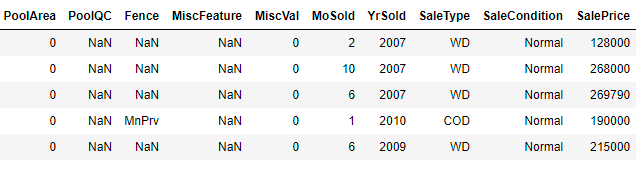 PoolArea PoolQC Fence MiscFeature MiscVal MoSold YrSold SaleType SaleCondition SalePrice
0 NaN NaN NaN 0 2 2007 WD Normal 128000
0 NaN NaN NaN 0 10 2007 WD Normal 268000
0 NaN NaN NaN 0 6 2007 WD Normal 269790
0 NaN MnPrv NaN 0 1 2010 COD Normal 190000
0 NaN NaN NaN 0 6 2009 WD Normal 215000